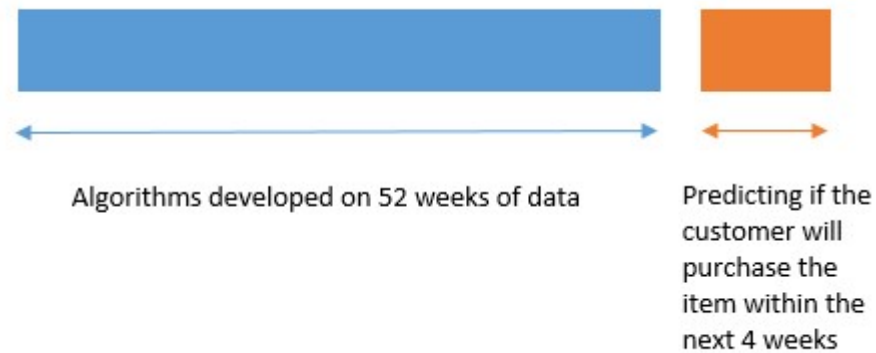 Algorithms developed on 52 weeks of data
Predicting if the
customer will
purchase the
item within the
next 4 weeks